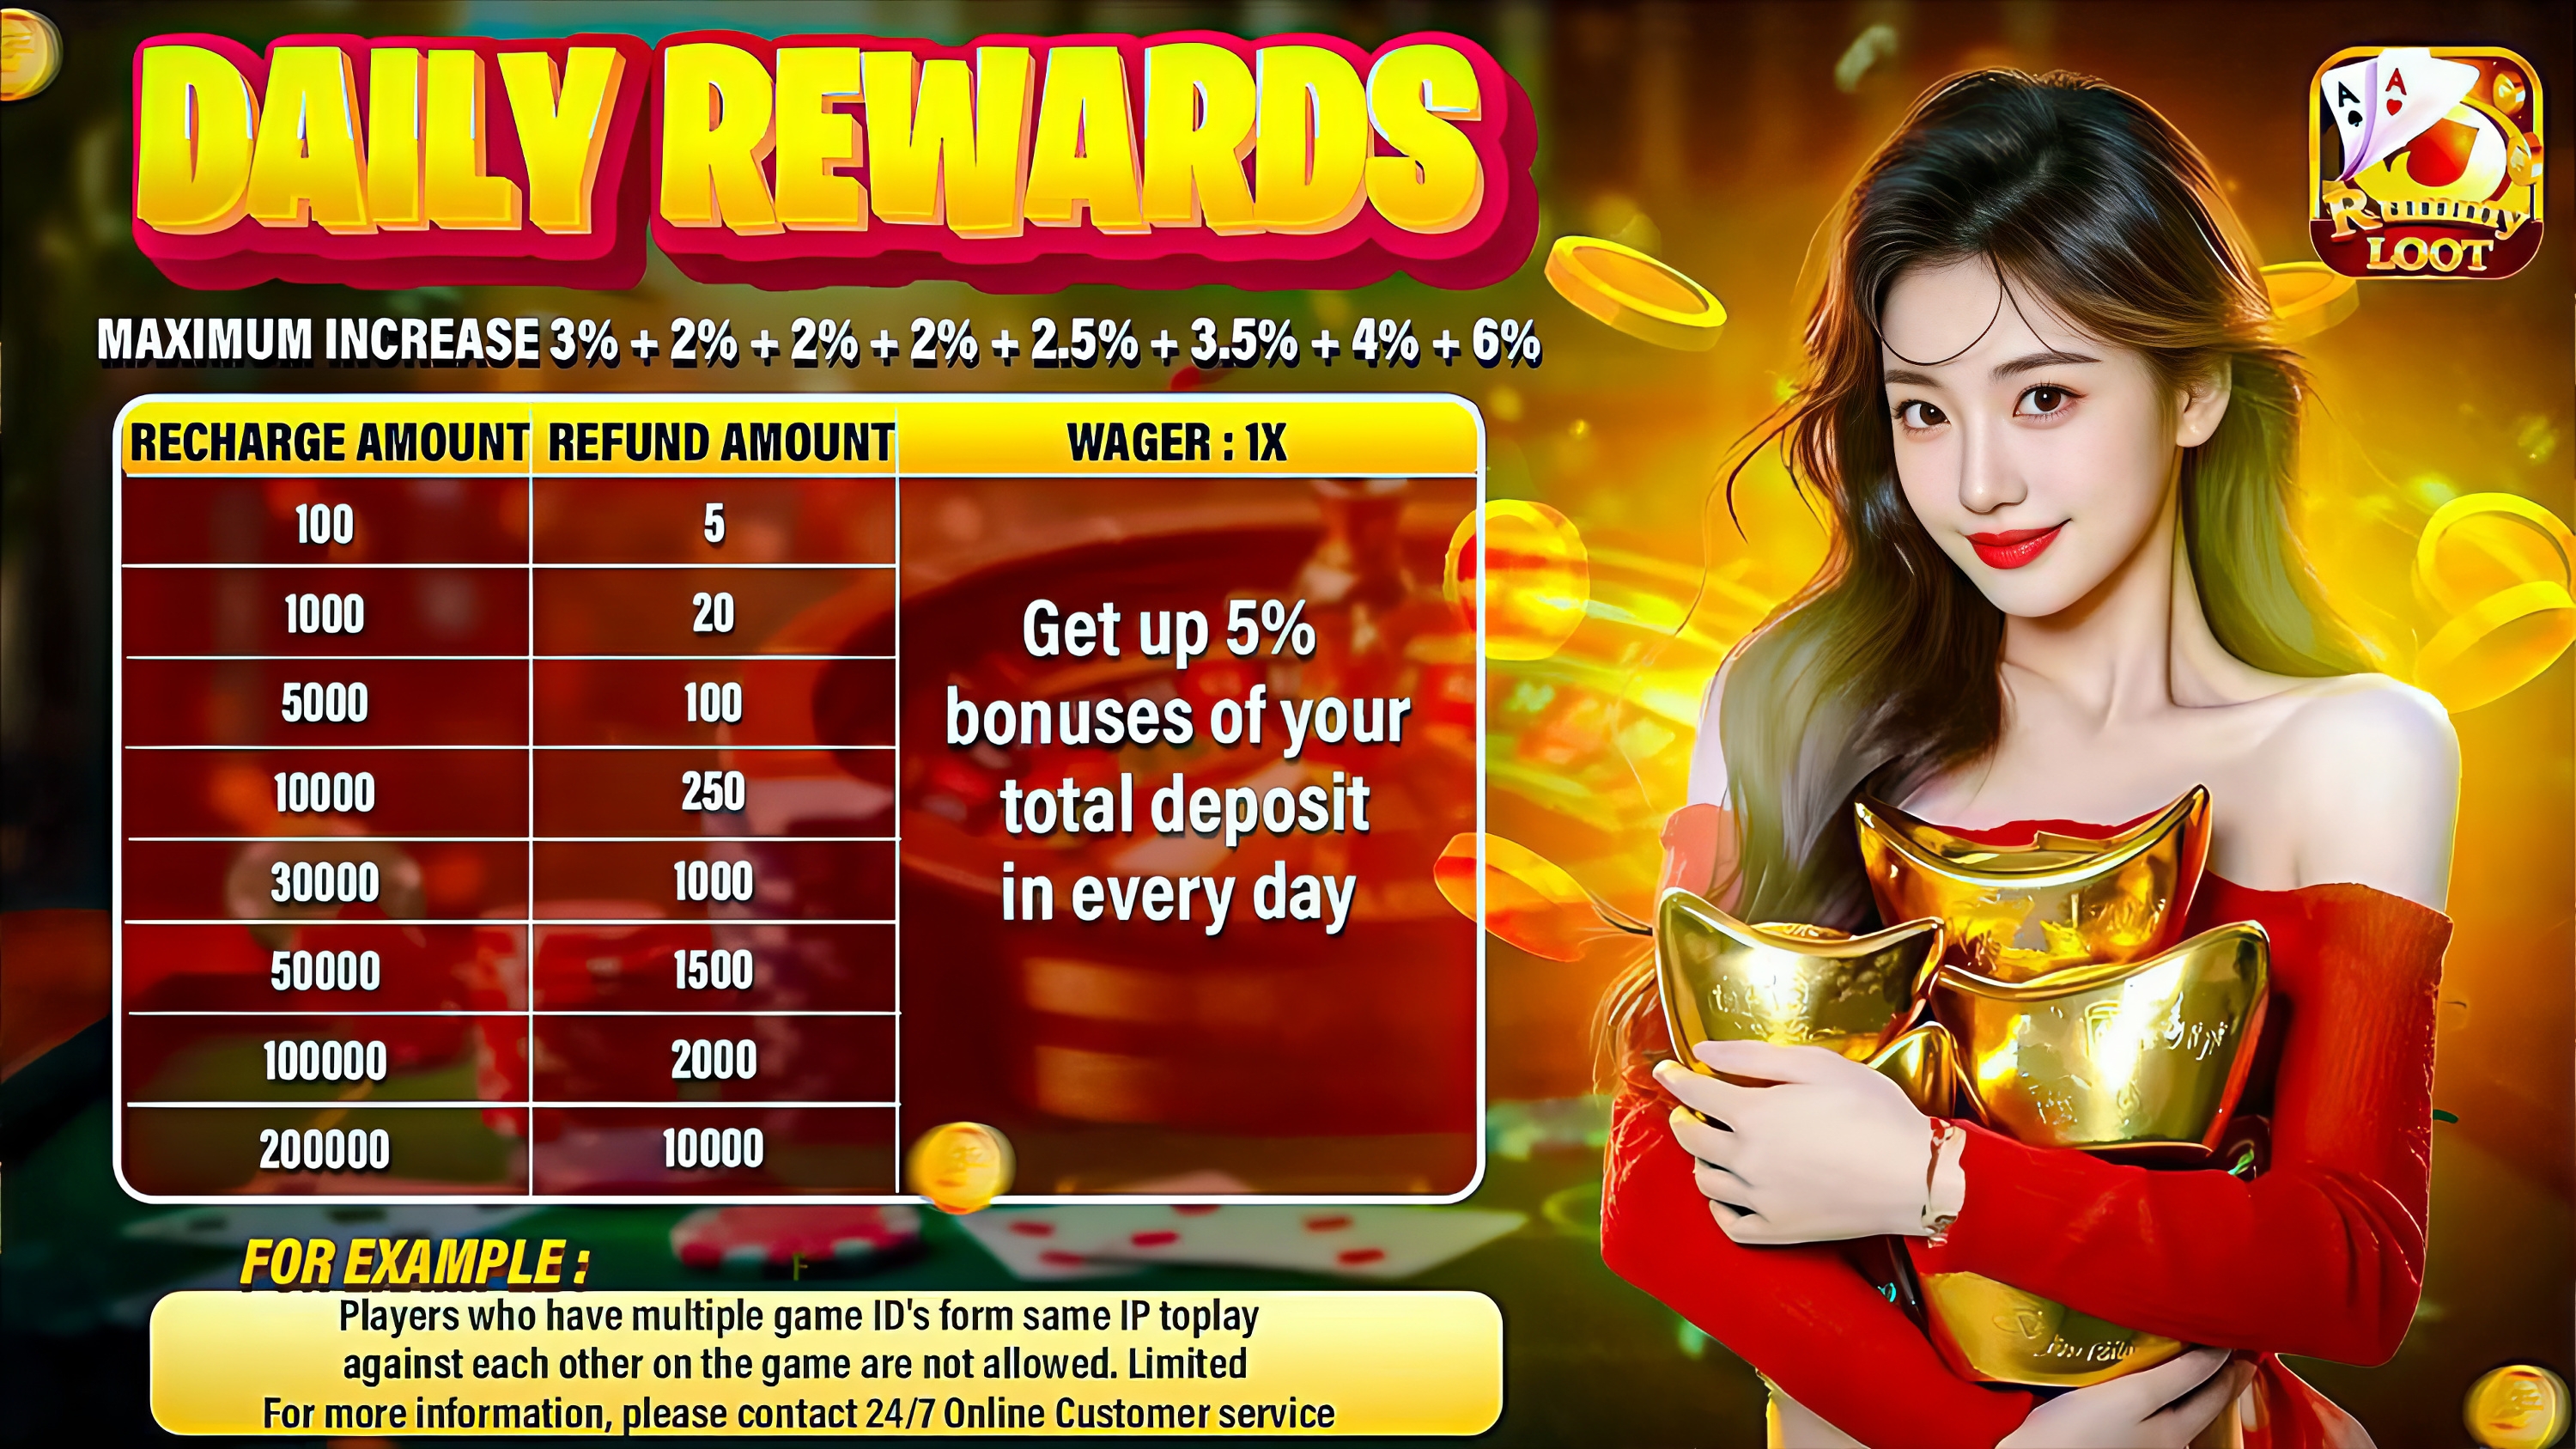 DAILY REWARDS
Rummy
LOOT
MAXIMUM INCREASE 3% + 2% + 2% + 2% + 2.5% + 3.5% + 4% + 6%
RECHARGE AMOUNT REFUND AMOUNT WAGER : 1X
100 5
1000 20
5000 100
10000 250
30000 1000
50000 1500
100000 2000
200000 10000
Get up 5%
bonuses of your
total deposit
in every day
FOR EXAMPLE :
Players who have multiple game ID's form same IP toplay
against each other on the game are not allowed. Limited
For more information, please contact 24/7 Online Customer service